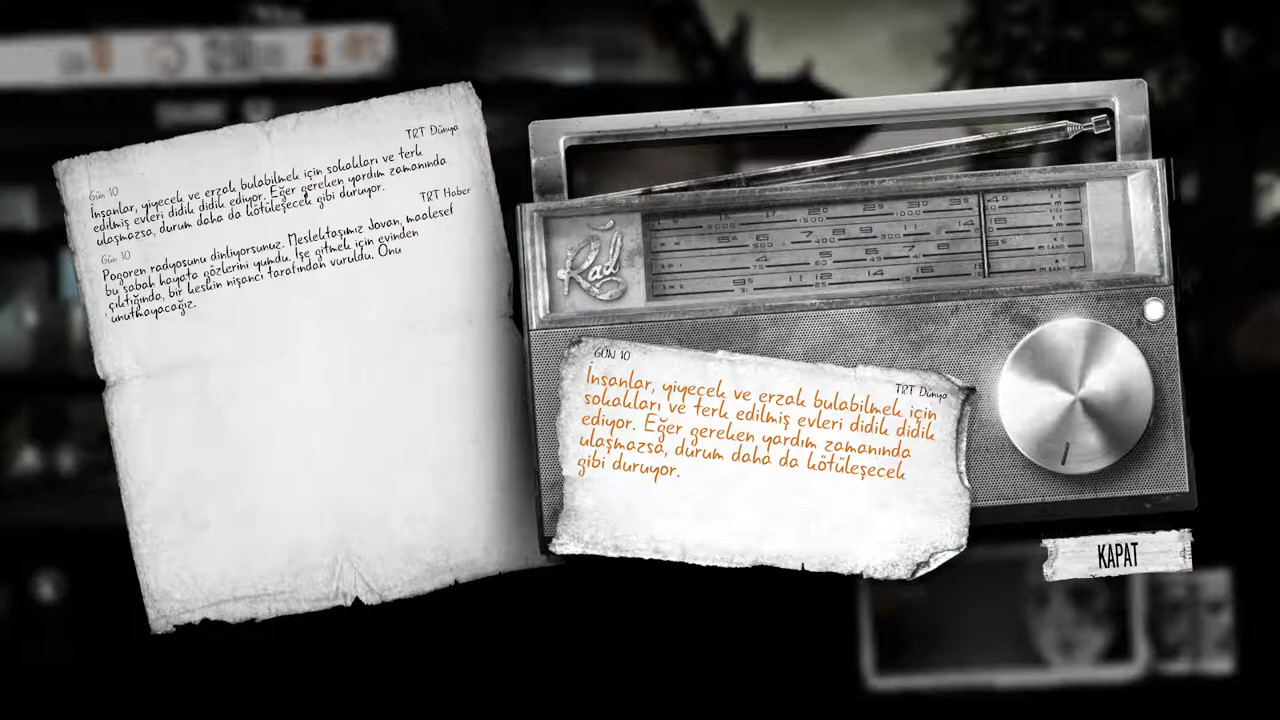 TRT Dünya
Gün 10
İnsanlar, yiyecek ve erzak bulabilmek için sokakları ve terk
edilmiş evleri didik didik ediyor. Eğer gereken yardım zamanında
ulaşmazsa, durum daha da kötüleşecek gibi duruyor.
TRT Haber
Gün 10
Pogoren radyosunu dinliyorsunuz. Meslektaşımız Jovan, maalesef
bu sabah hayata gözlerini yumdu. İşe gitmek için evinden
çıktığında, bir keskin nişancı tarafından vuruldu. Onu
unutmayacağız.
Rad
GÜN 10
TRT Dünya
İnsanlar, yiyecek ve erzak bulabilmek için
sokakları ve terk edilmiş evleri didik didik
ediyor. Eğer gereken yardım zamanında
ulaşmazsa, durum daha da kötüleşecek
gibi duruyor.
KAPAT